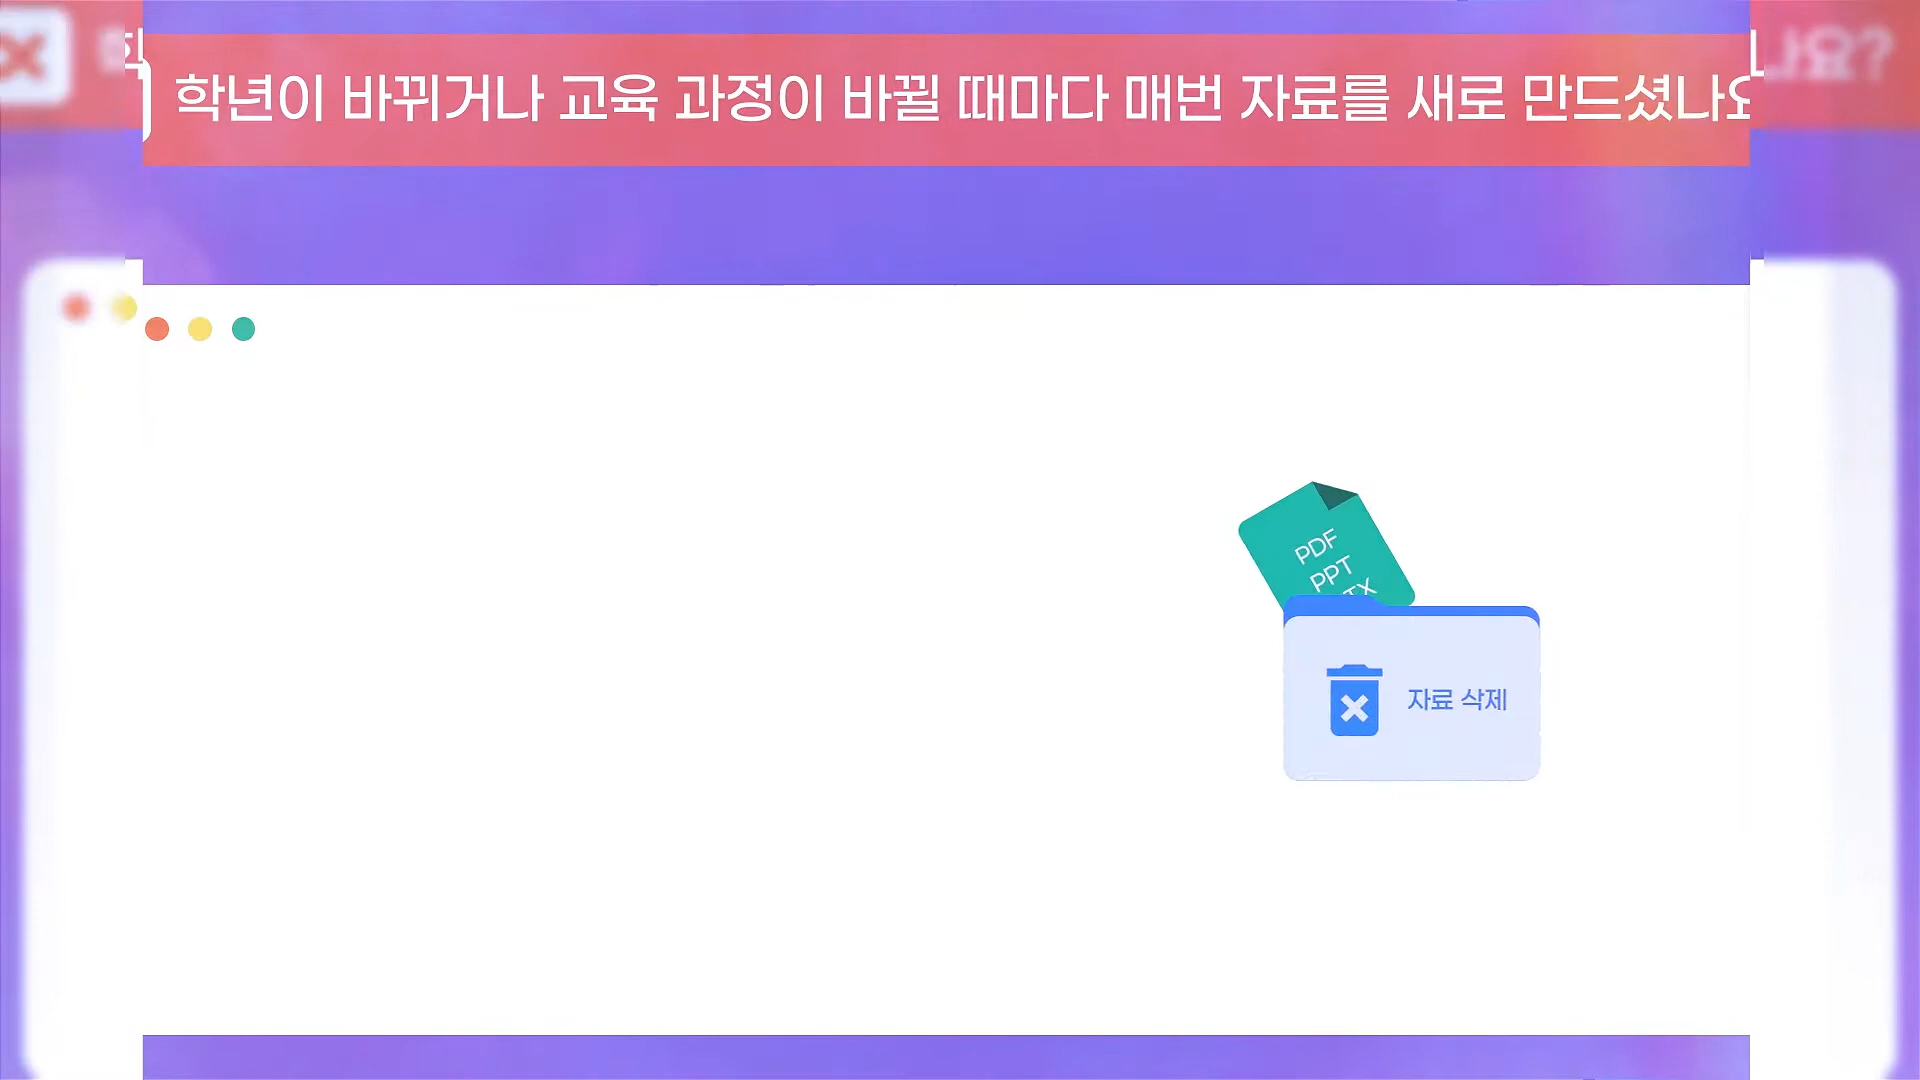 학년이 바뀌거나 교육 과정이 바뀔 때마다 매번 자료를 새로 만드셨나요?
PDF
PPT
자료 삭제